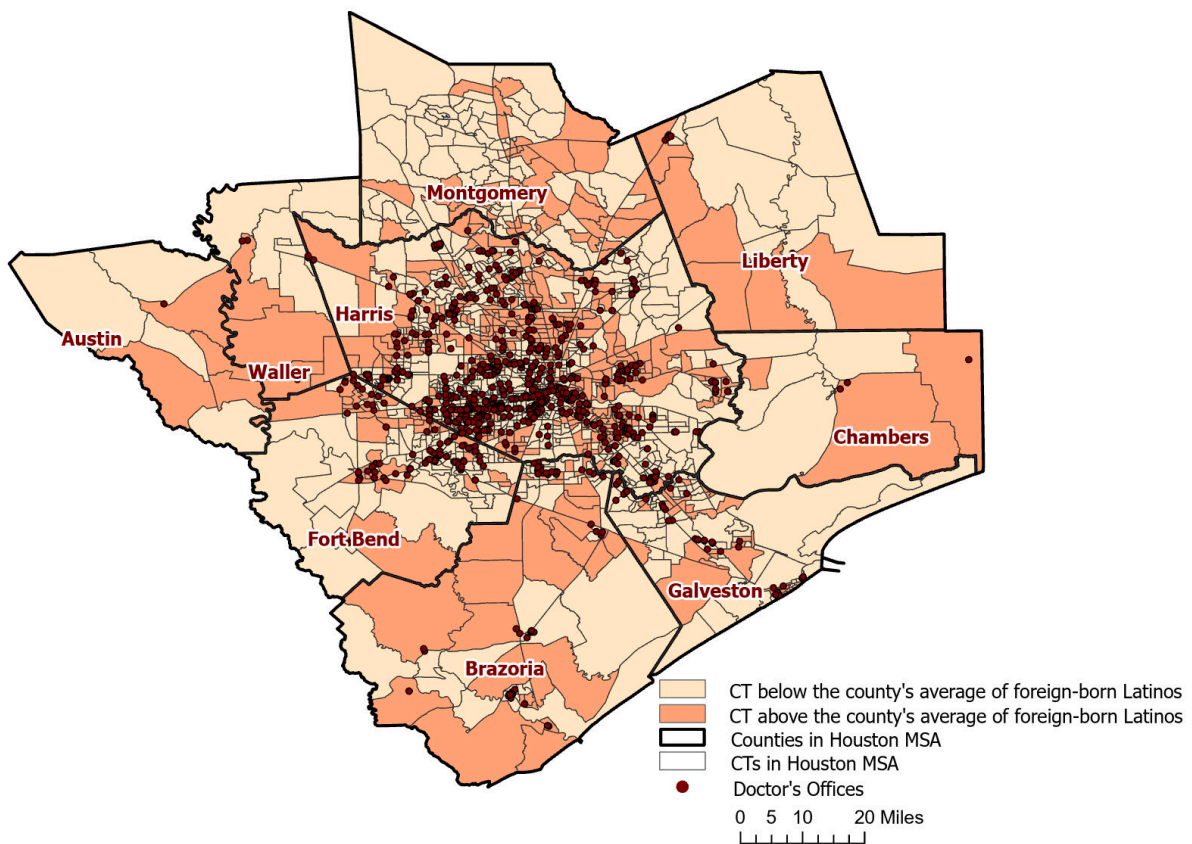 Montgomery
Liberty
Harris
Austin
Waller
Chambers
Fort Bend
Galveston
Brazoria
CT below the county's average of foreign-born Latinos
CT above the county's average of foreign-born Latinos
Counties in Houston MSA
CTs in Houston MSA
Doctor's Offices
0 5 10 20 Miles